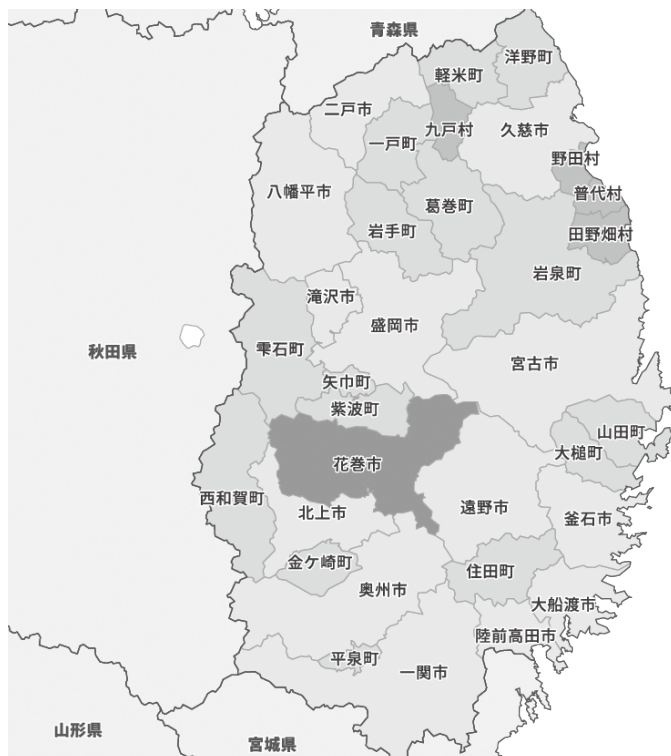 青森県
洋野町
軽米町
二戸市
九戸村
久慈市
一戸町
野田村
八幡平市
普代村
葛巻町
岩手町
田野畑村
岩泉町
滝沢市
盛岡市
雫石町
秋田県
宮古市
矢巾町
紫波町
山田町
大槌町
花巻市
西和賀町
遠野市
北上市
釜石市
金ケ崎町
住田町
奥州市
大船渡市
陸前高田市
平泉町
一関市
山形県
宮城県